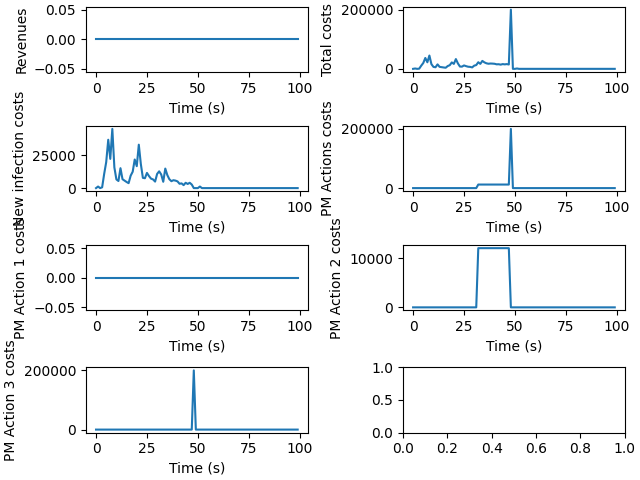 Revenues
0.05
0.00
−0.05
0 25 50 75 100
Time (s)
Total costs
200000
0
0 25 50 75 100
Time (s)
New infection costs
25000
0
0 25 50 75 100
Time (s)
PM Actions costs
200000
0
0 25 50 75 100
Time (s)
PM Action 1 costs
0.05
0.00
−0.05
0 25 50 75 100
Time (s)
PM Action 2 costs
10000
0
0 25 50 75 100
Time (s)
PM Action 3 costs
200000
0
0 25 50 75 100
Time (s)
1.0
0.5
0.0
0.0 0.2 0.4 0.6 0.8 1.0